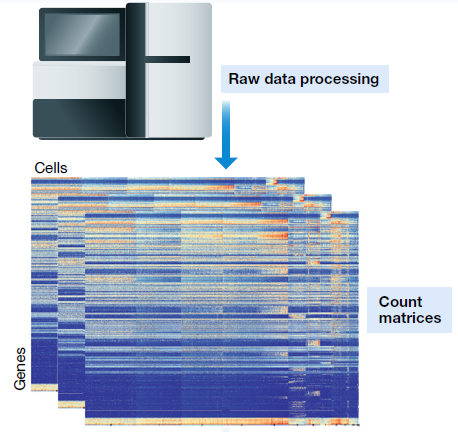 Raw data processing
Cells
Count
matrices
Genes